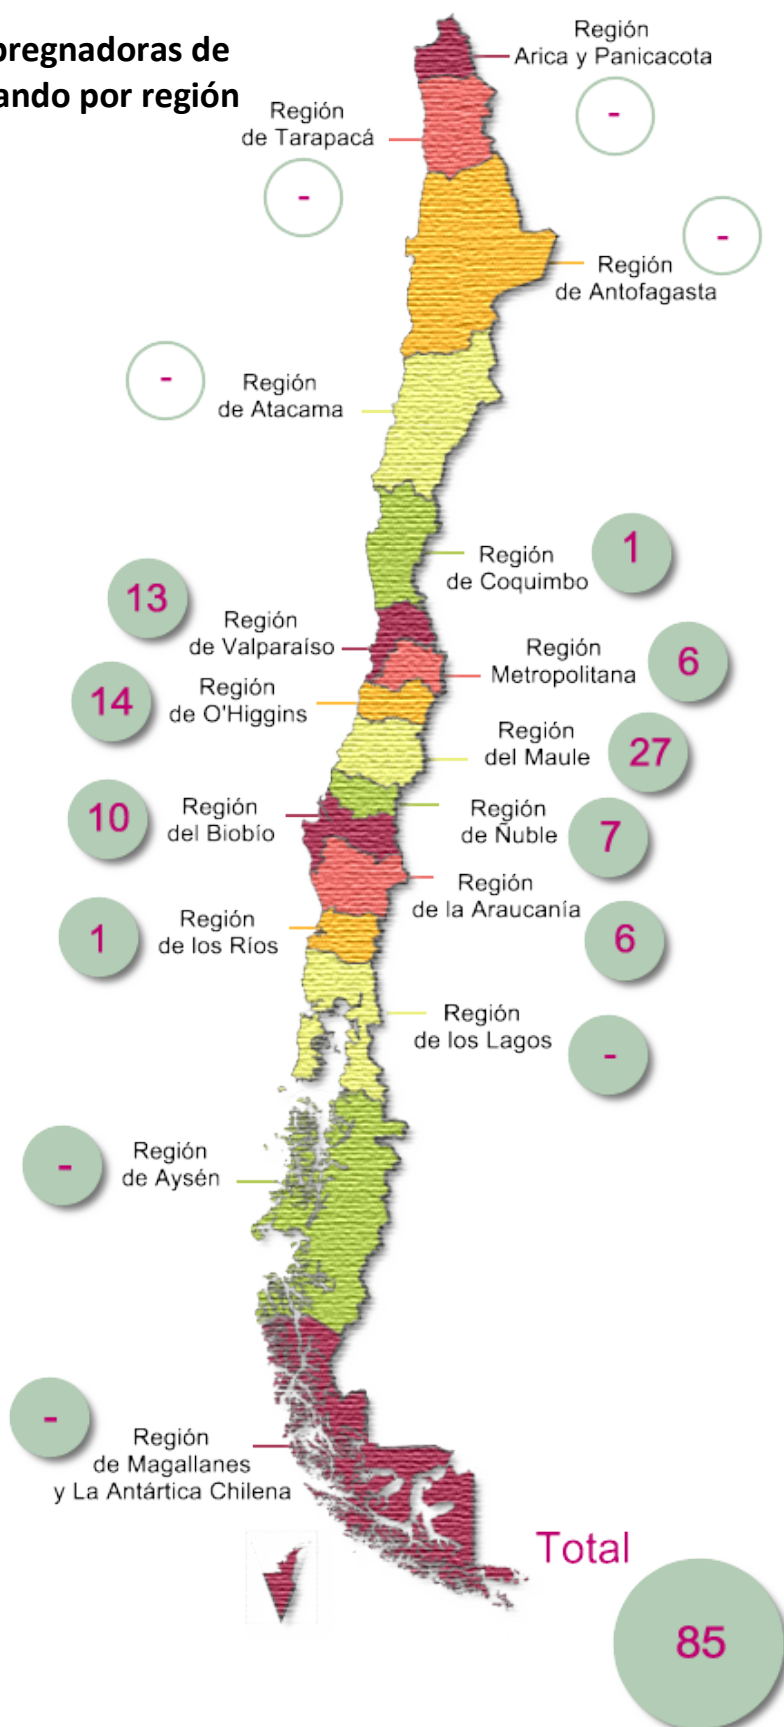 pregnadoras de
ando por región
Región
Arica y Panicacota
-
Región
de Tarapacá
-
-
Región
de Antofagasta
-
Región
de Atacama
1
Región
de Coquimbo
13
Región
de Valparaíso
Región
Metropolitana
6
14
Región
de O'Higgins
Región
del Maule
27
10
Región
del Biobío
Región
de Ñuble
7
Región
de la Araucanía
6
1
Región
de los Ríos
Región
de los Lagos
-
-
Región
de Aysén
-
Región
de Magallanes
y La Antártica Chilena
Total
85